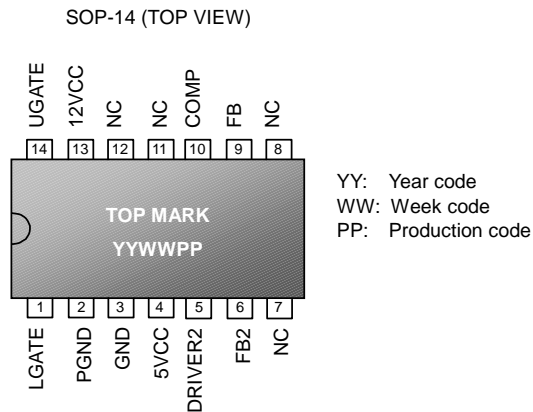 SOP-14 (TOP VIEW)
UGATE 12VCC NC NC COMP FB NC
14 13 12 11 10 9 8
TOP MARK
YYWWPP
1 2 3 4 5 6 7
LGATE PGND GND 5VCC DRIVER2 FB2 NC
YY: Year code
WW: Week code
PP: Production code